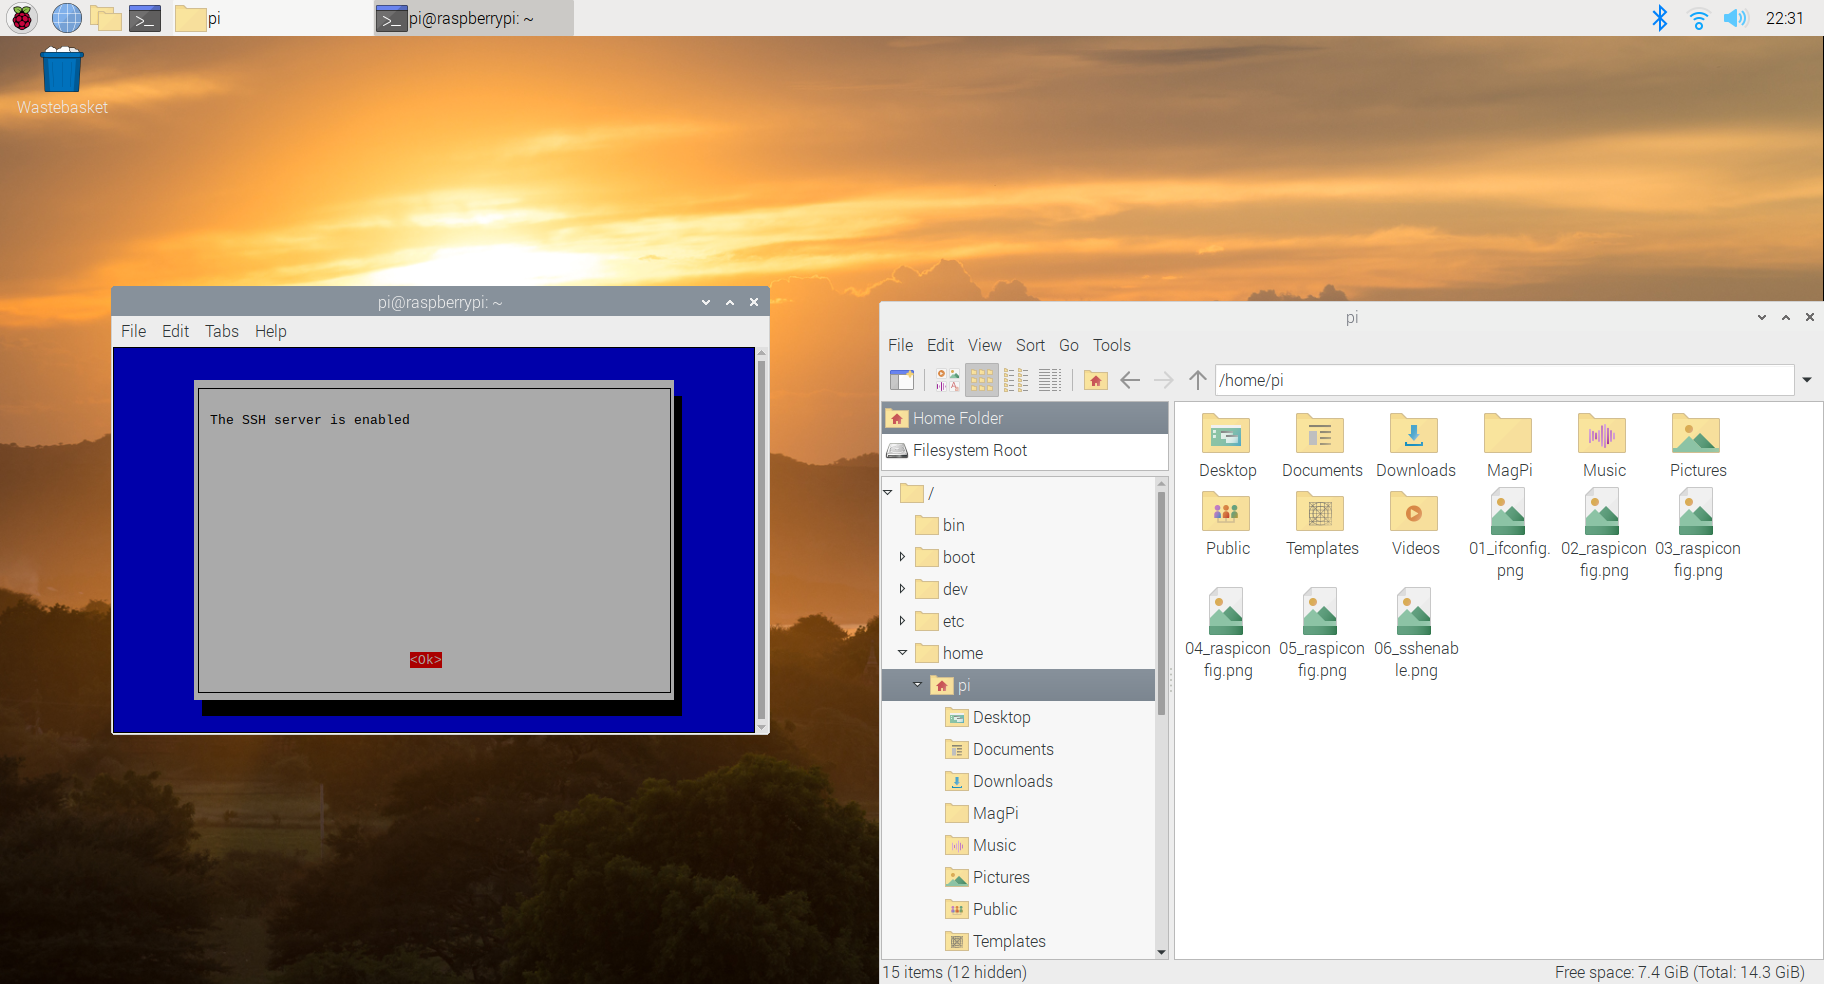 pi
pi@raspberrypi: ~
22:31
Wastebasket
pi@raspberrypi: ~
File Edit Tabs Help
The SSH server is enabled
<Ok>
pi
File Edit View Sort Go Tools
/home/pi
Home Folder
Filesystem Root
/
bin
boot
dev
etc
home
pi
Desktop
Documents
Downloads
MagPi
Music
Pictures
Public
Templates
Desktop Documents Downloads MagPi Music Pictures
Public Templates Videos 01_ifconfig.png 02_raspiconfig.png 03_raspiconfig.png
04_raspiconfig.png 05_raspiconfig.png 06_sshenable.png
15 items (12 hidden)
Free space: 7.4 GiB (Total: 14.3 GiB)